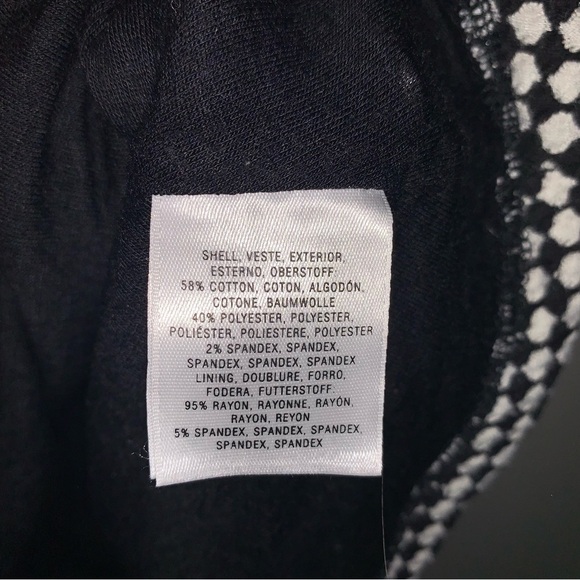 SHELL, VESTE, EXTERIOR,
ESTERNO, OBERSTOFF:
58% COTTON, COTON, ALGODÓN,
COTONE, BAUMWOLLE
40% POLYESTER, POLYESTER,
POLIÉSTER, POLIESTERE, POLYESTER
2% SPANDEX, SPANDEX,
SPANDEX, SPANDEX, SPANDEX
LINING, DOUBLURE, FORRO,
FODERA, FUTTERSTOFF:
95% RAYON, RAYONNE, RAYÓN,
RAYON, REYON
5% SPANDEX, SPANDEX, SPANDEX,
SPANDEX, SPANDEX